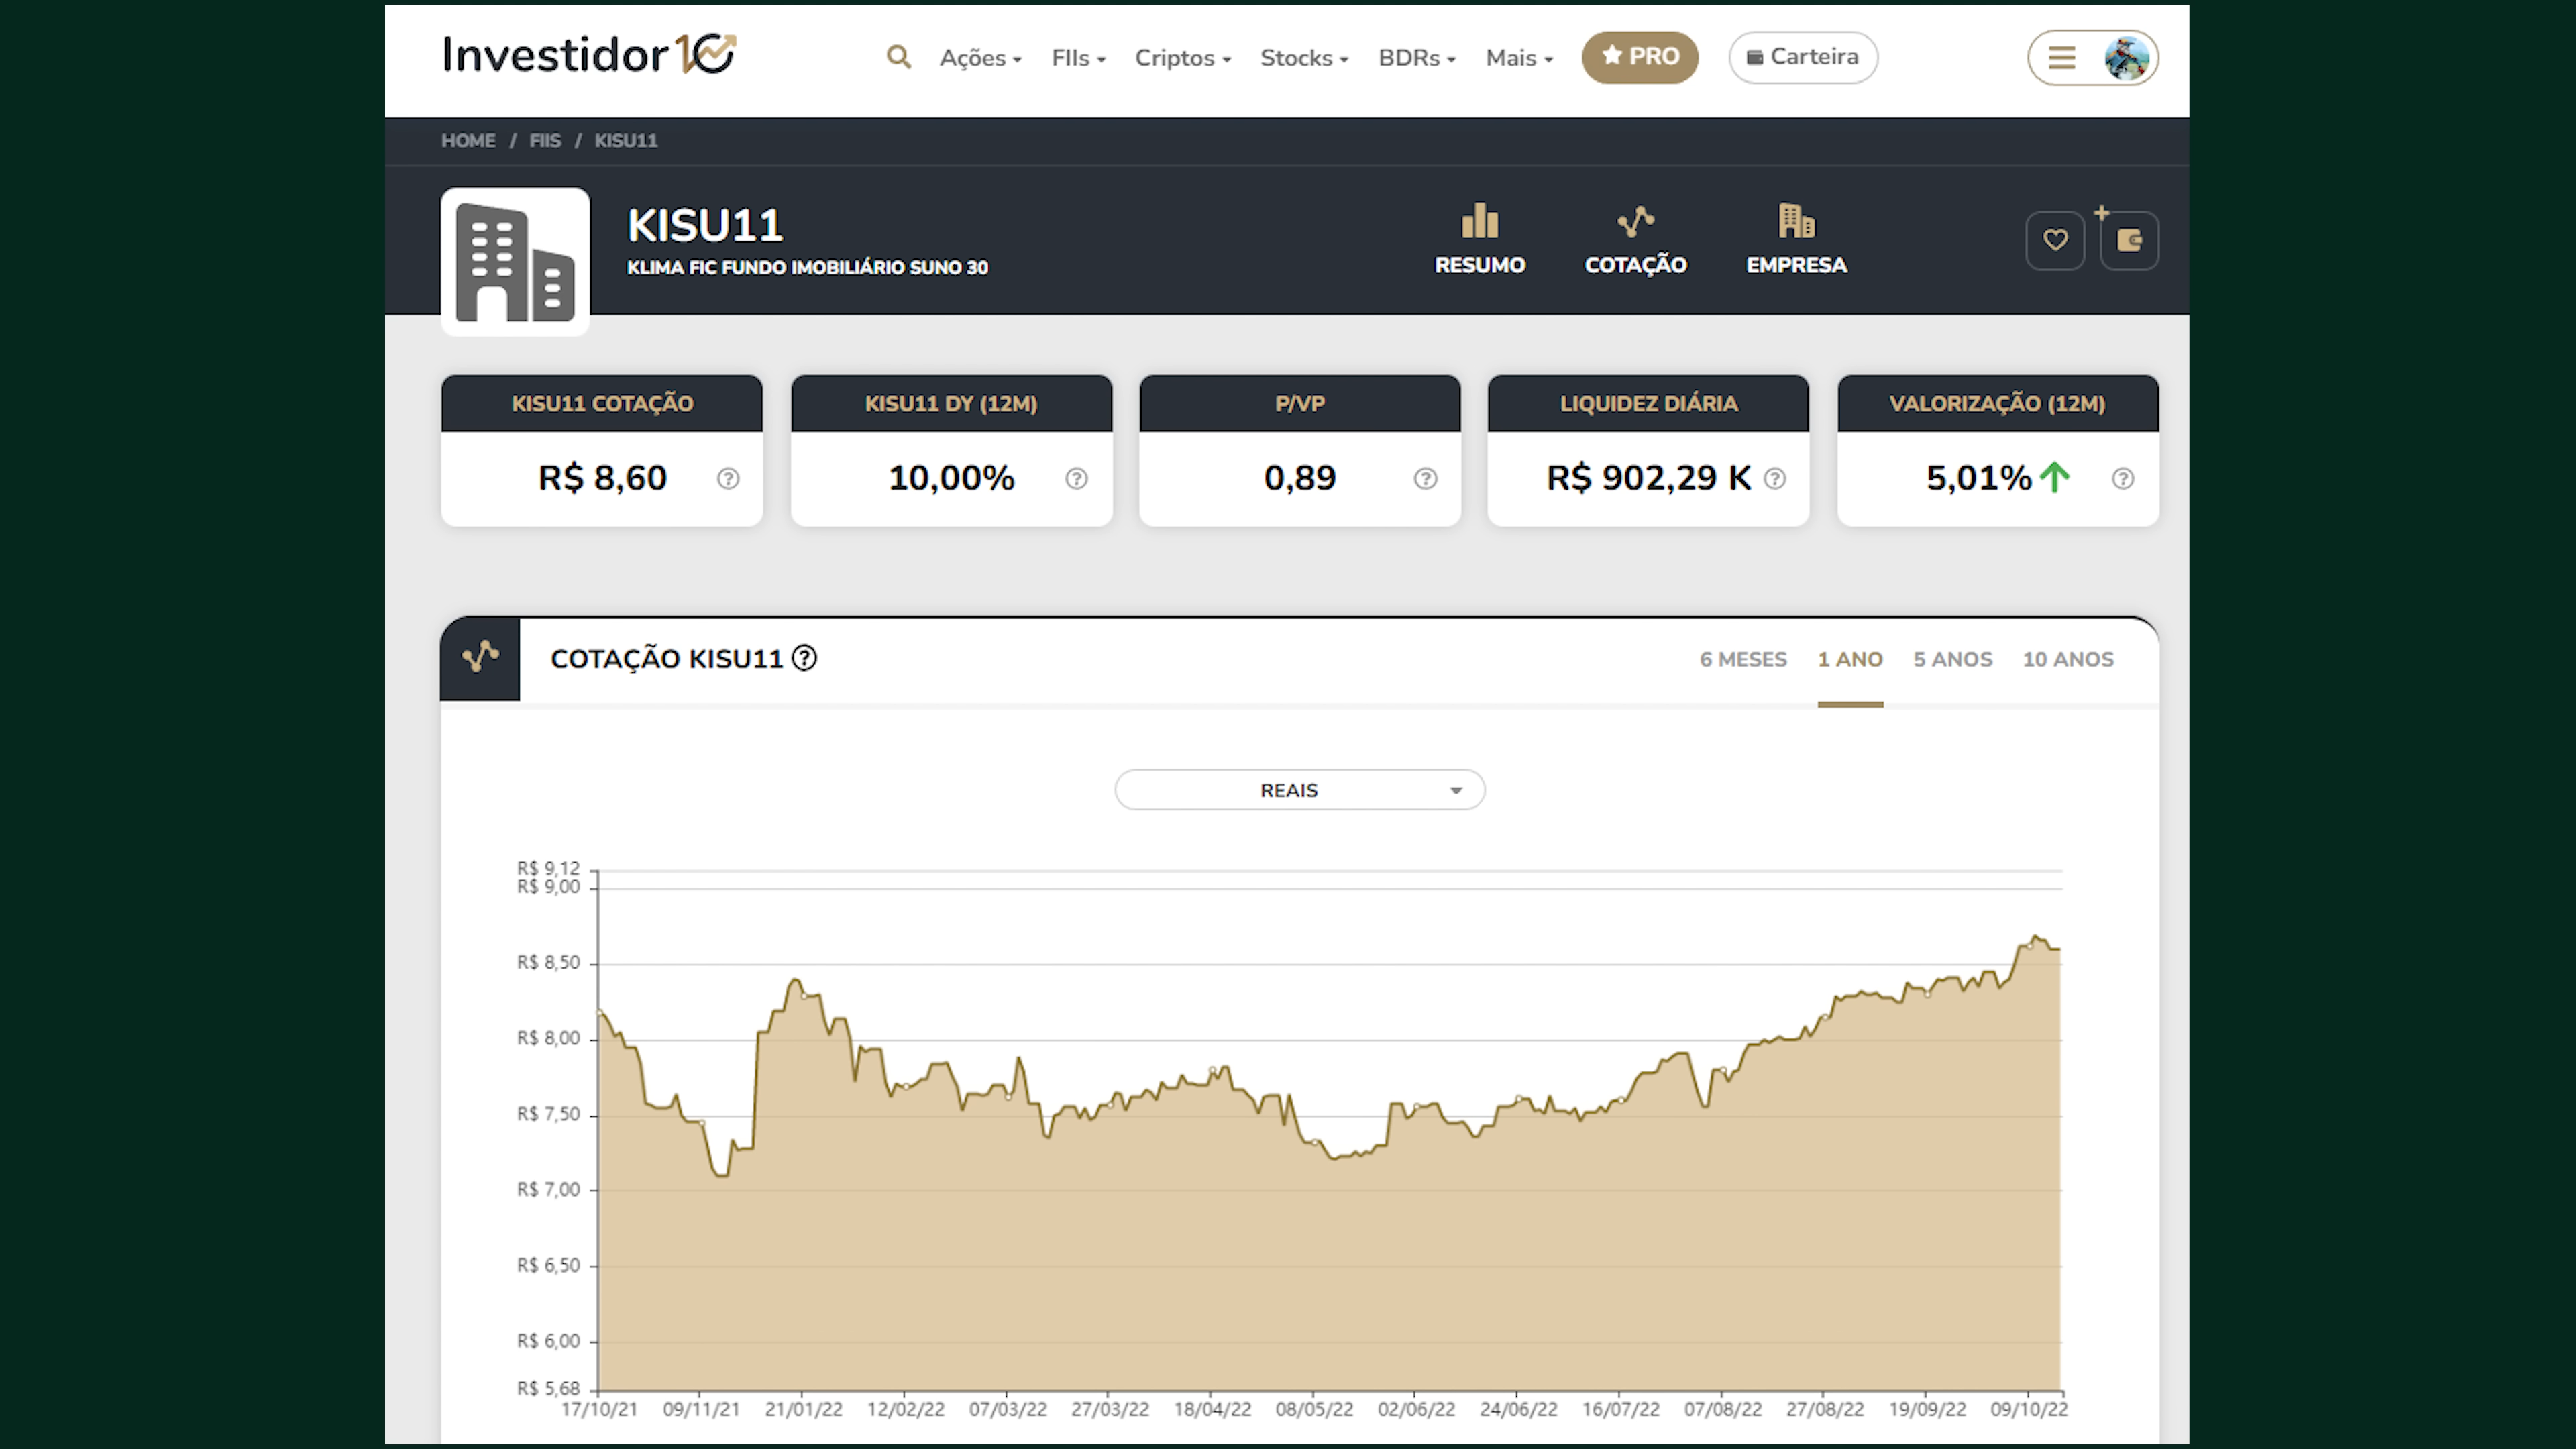 Investidor 10
Ações FIIs Criptos Stocks BDRs Mais PRO Carteira
HOME / FIIS / KISU11
KISU11
KLIMA FIC FUNDO IMOBILIÁRIO SUNO 30
RESUMO COTAÇÃO EMPRESA
KISU11 COTAÇÃO
R$ 8,60 ?
KISU11 DY (12M)
10,00% ?
P/VP
0,89 ?
LIQUIDEZ DIÁRIA
R$ 902,29 K ?
VALORIZAÇÃO (12M)
5,01% ?
COTAÇÃO KISU11 ?
6 MESES 1 ANO 5 ANOS 10 ANOS
REAIS
R$ 9,12
R$ 9,00
R$ 8,50
R$ 8,00
R$ 7,50
R$ 7,00
R$ 6,50
R$ 6,00
R$ 5,68
17/10/21 09/11/21 21/01/22 12/02/22 07/03/22 27/03/22 18/04/22 08/05/22 02/06/22 24/06/22 16/07/22 07/08/22 27/08/22 19/09/22 09/10/22